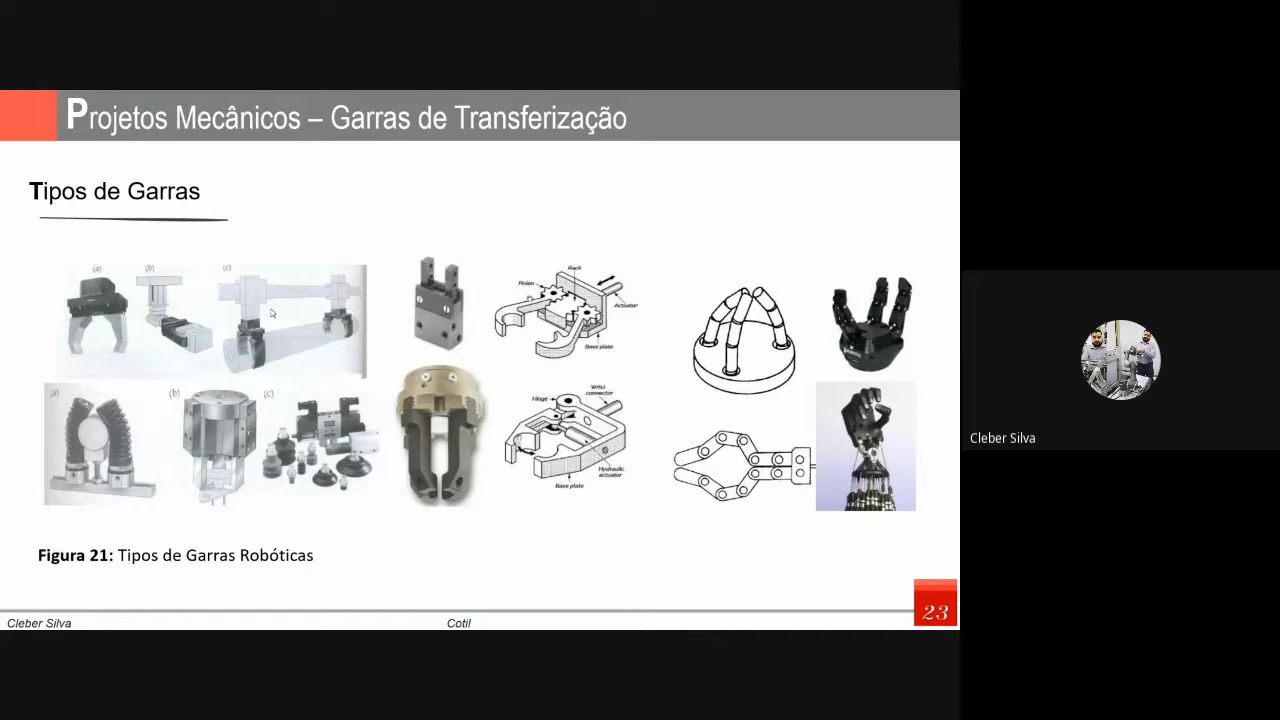 Projetos Mecânicos – Garras de Transferização
Tipos de Garras
(a)
(b)
(c)
Rack
Pinion
Actuator
Base plate
(a)
(b)
(c)
Wrist
connector
Hinge
Hydraulic
actuator
Base plate
Cleber Silva
Figura 21: Tipos de Garras Robóticas
23
Cleber Silva
Cotil